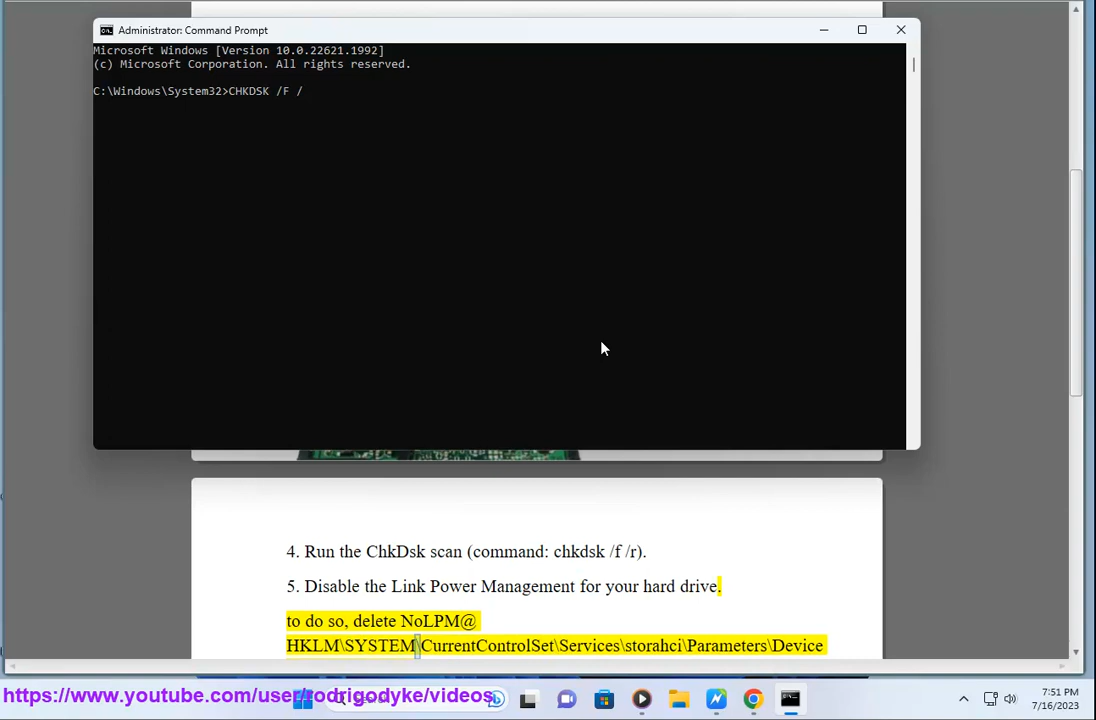 Administrator: Command Prompt
Microsoft Windows [Version 10.0.22621.1992]
(c) Microsoft Corporation. All rights reserved.
C:\Windows\System32>CHKDSK /F /
4. Run the ChkDsk scan (command: chkdsk /f /r).
5. Disable the Link Power Management for your hard drive.
to do so, delete NoLPM@
HKLM\SYSTEM\CurrentControlSet\Services\storahci\Parameters\Device
https://www.youtube.com/user/rodrigodyke/videos
7:51 PM
7/16/2023